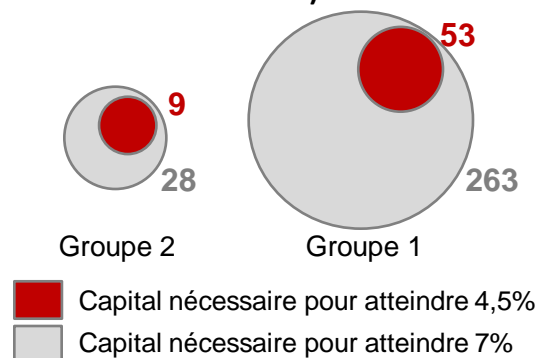 53
9
28
263
Groupe 2
Groupe 1
Capital nécessaire pour atteindre 4,5%
Capital nécessaire pour atteindre 7%